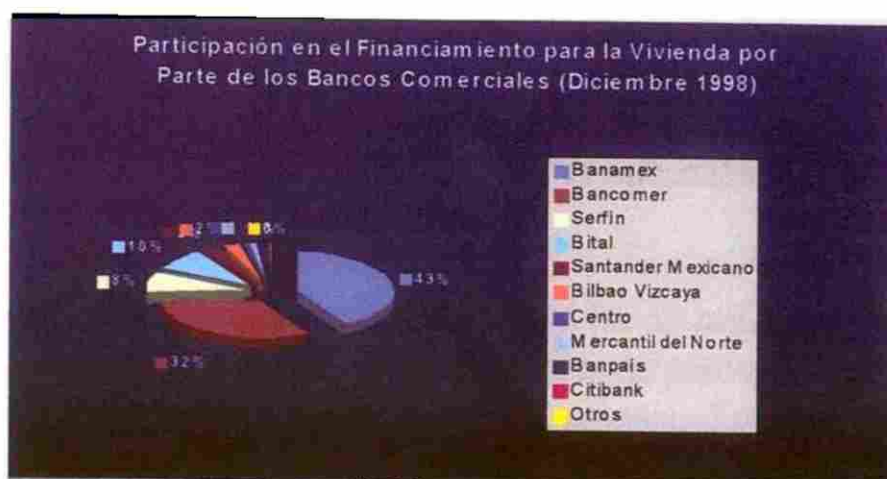 Participación en el Financiamiento para la Vivienda por
Parte de los Bancos Comerciales (Diciembre 1998)
Banamex
Bancomer
Serfin
Bital
Santander Mexicano
Bilbao Vizcaya
Centro
Mercantil del Norte
Banpaís
Citibank
Otros
10%
8%
32%
43%